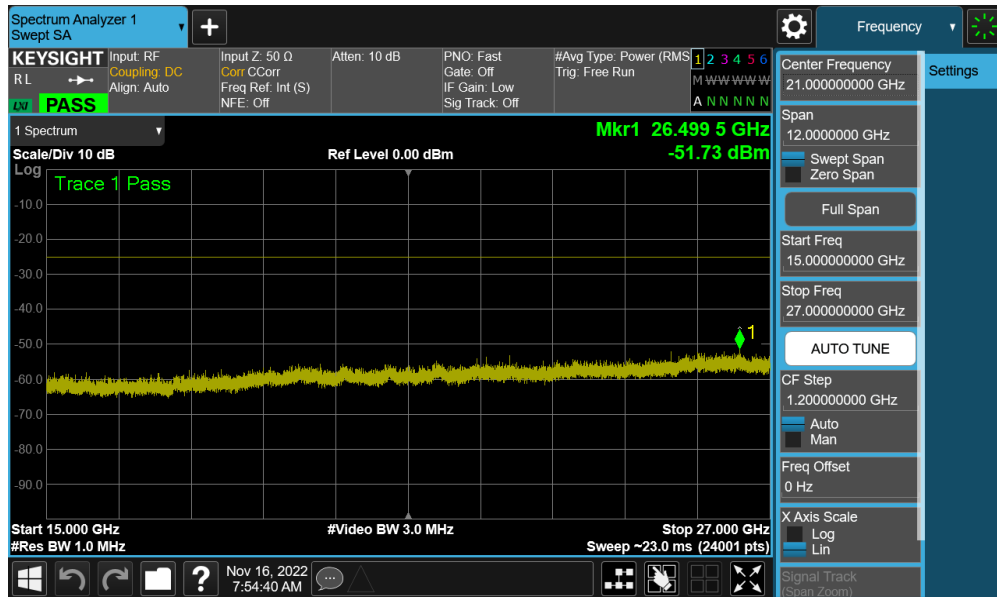 Spectrum Analyzer 1
Swept SA
+
Frequency
KEYSIGHT
Input: RF
Coupling: DC
Align: Auto
Input Z: 50 Ω
Corr CCorr
Freq Ref: Int (S)
NFE: Off
Atten: 10 dB
PNO: Fast
Gate: Off
IF Gain: Low
Sig Track: Off
#Avg Type: Power (RMS
Trig: Free Run
1 2 3 4 5 6
M W W W W W
A N N N N N
R L
LXI PASS
1 Spectrum
Mkr1 26.499 5 GHz
-51.73 dBm
Scale/Div 10 dB
Ref Level 0.00 dBm
Log
Trace 1 Pass
-10.0
-20.0
-30.0
-40.0
-50.0
-60.0
-70.0
-80.0
-90.0
1
Start 15.000 GHz
#Video BW 3.0 MHz
Stop 27.000 GHz
#Res BW 1.0 MHz
Sweep ~23.0 ms (24001 pts)
?
Nov 16, 2022
7:54:40 AM
Center Frequency
21.000000000 GHz
Settings
Span
12.0000000 GHz
Swept Span
Zero Span
Full Span
Start Freq
15.000000000 GHz
Stop Freq
27.000000000 GHz
AUTO TUNE
CF Step
1.200000000 GHz
Auto
Man
Freq Offset
0 Hz
X Axis Scale
Log
Lin
Signal Track
(Span Zoom)